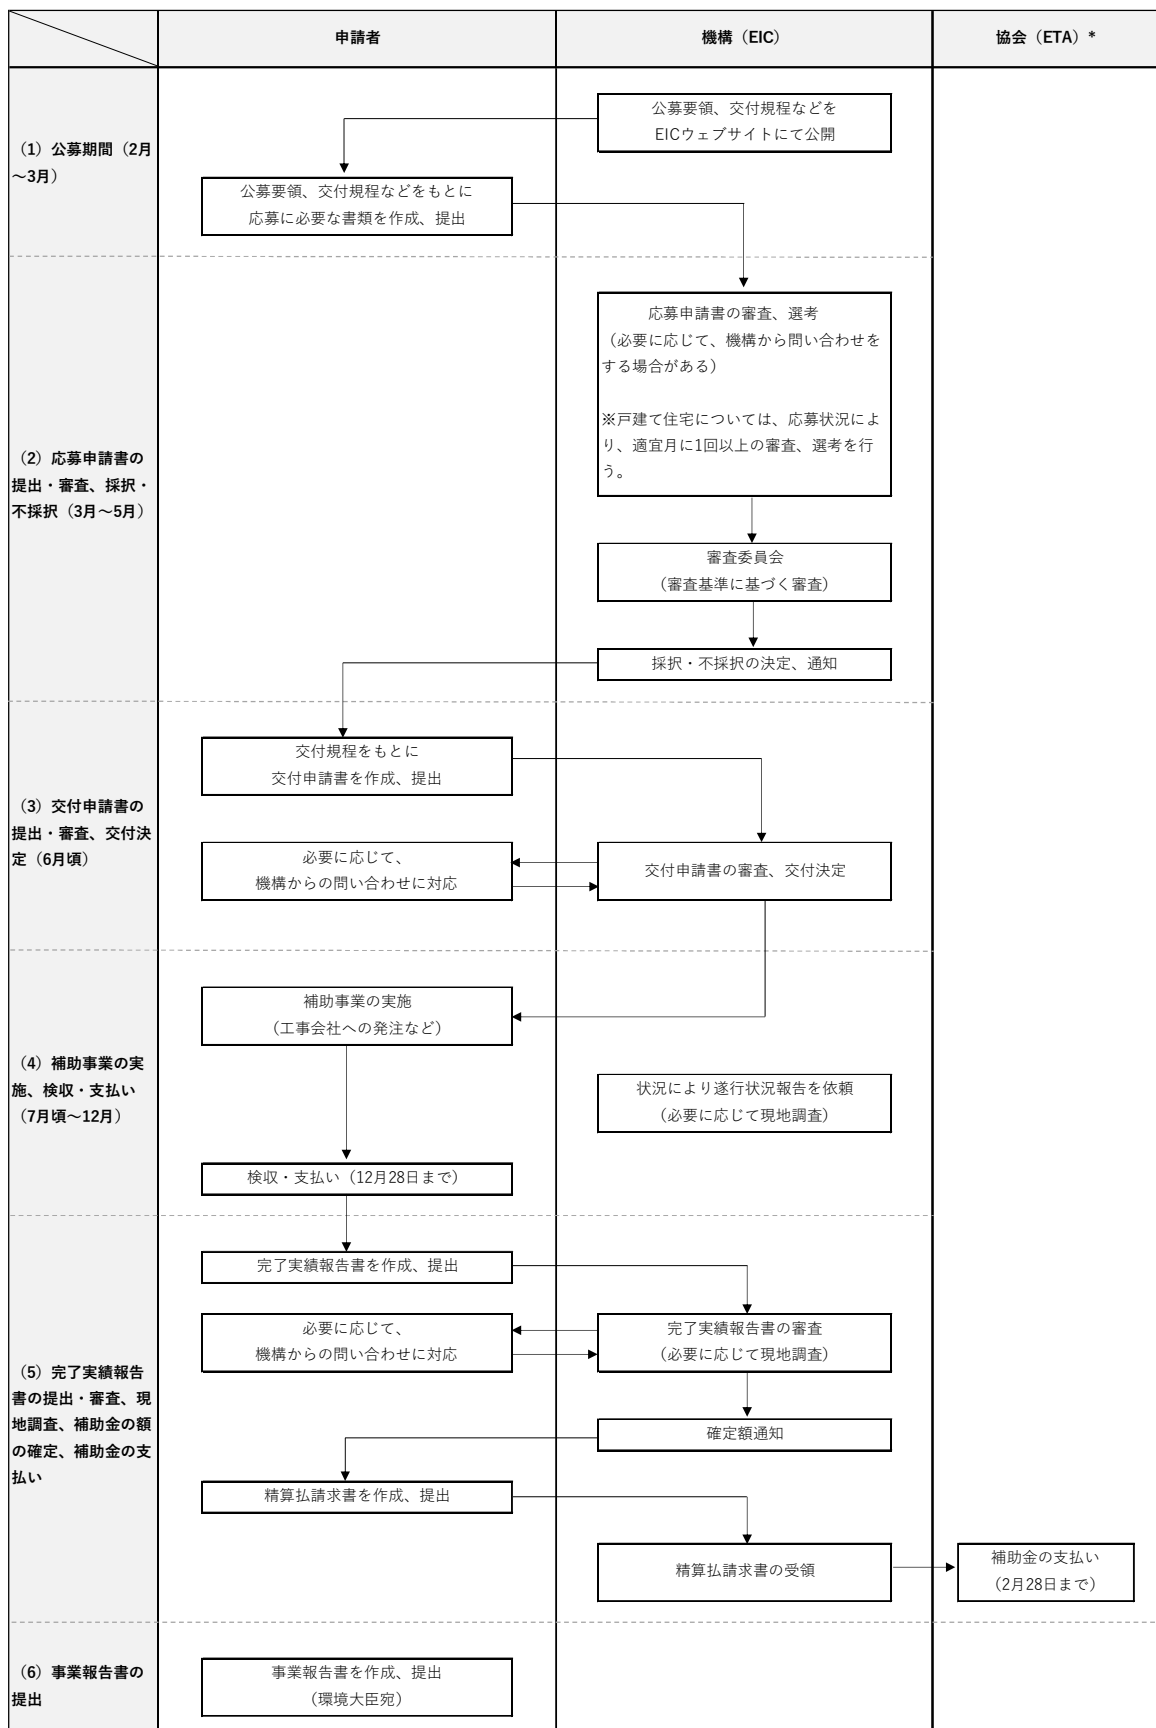 申請者
機構（EIC）
協会（ETA）*
（1）公募期間（2月
～3月）
公募要領、交付規程などを
EICウェブサイトにて公開
公募要領、交付規程などをもとに
応募に必要な書類を作成、提出
（2）応募申請書の
提出・審査、採択・
不採択（3月～5月）
応募申請書の審査、選考
（必要に応じて、機構から問い合わせを
する場合がある）
※戸建て住宅については、応募状況によ
り、適宜月に1回以上の審査、選考を行
う。
審査委員会
（審査基準に基づく審査）
採択・不採択の決定、通知
（3）交付申請書の
提出・審査、交付決
定（6月頃）
交付規程をもとに
交付申請書を作成、提出
必要に応じて、
機構からの問い合わせに対応
交付申請書の審査、交付決定
（4）補助事業の実
施、検収・支払い
（7月頃～12月）
補助事業の実施
（工事会社への発注など）
状況により遂行状況報告を依頼
（必要に応じて現地調査）
検収・支払い（12月28日まで）
（5）完了実績報告
書の提出・審査、現
地調査、補助金の額
の確定、補助金の支
払い
完了実績報告書を作成、提出
必要に応じて、
機構からの問い合わせに対応
完了実績報告書の審査
（必要に応じて現地調査）
確定額通知
精算払請求書を作成、提出
精算払請求書の受領
補助金の支払い
（2月28日まで）
（6）事業報告書の
提出
事業報告書を作成、提出
（環境大臣宛）